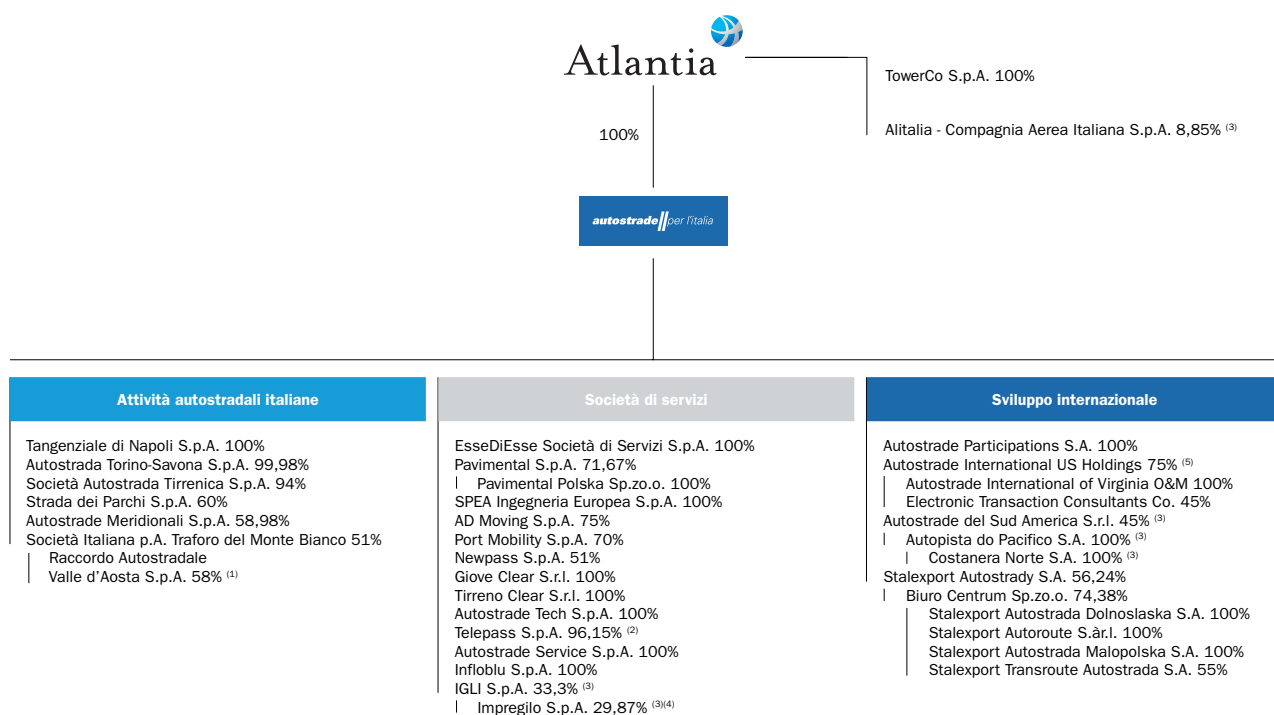 Atlantia
TowerCo S.p.A. 100%
Alitalia - Compagnia Aerea Italiana S.p.A. 8,85% (3)
100%
autostrade per l'italia
Attività autostradali italiane
Tangenziale di Napoli S.p.A. 100%
Autostrada Torino-Savona S.p.A. 99,98%
Società Autostrada Tirrenica S.p.A. 94%
Strada dei Parchi S.p.A. 60%
Autostrade Meridionali S.p.A. 58,98%
Società Italiana p.A. Traforo del Monte Bianco 51%
Raccordo Autostradale
Valle d'Aosta S.p.A. 58% (1)
Società di servizi
EsseDiEsse Società di Servizi S.p.A. 100%
Pavimental S.p.A. 71,67%
Pavimental Polska Sp.zo.o. 100%
SPEA Ingegneria Europea S.p.A. 100%
AD Moving S.p.A. 75%
Port Mobility S.p.A. 70%
Newpass S.p.A. 51%
Giove Clear S.r.l. 100%
Tirreno Clear S.r.l. 100%
Autostrade Tech S.p.A. 100%
Telepass S.p.A. 96,15% (2)
Autostrade Service S.p.A. 100%
Infloblu S.p.A. 100%
IGLI S.p.A. 33,3% (3)
Impregilo S.p.A. 29,87% (3)(4)
Sviluppo internazionale
Autostrade Participations S.A. 100%
Autostrade International US Holdings 75% (5)
Autostrade International of Virginia O&M 100%
Electronic Transaction Consultants Co. 45%
Autostrade del Sud America S.r.l. 45% (3)
Autopista do Pacifico S.A. 100% (3)
Costanera Norte S.A. 100% (3)
Stalexport Autostrady S.A. 56,24%
Biuro Centrum Sp.zo.o. 74,38%
Stalexport Autostrada Dolnoslaska S.A. 100%
Stalexport Autoroute S.àr.l. 100%
Stalexport Autostrada Malopolska S.A. 100%
Stalexport Transroute Autostrada S.A. 55%